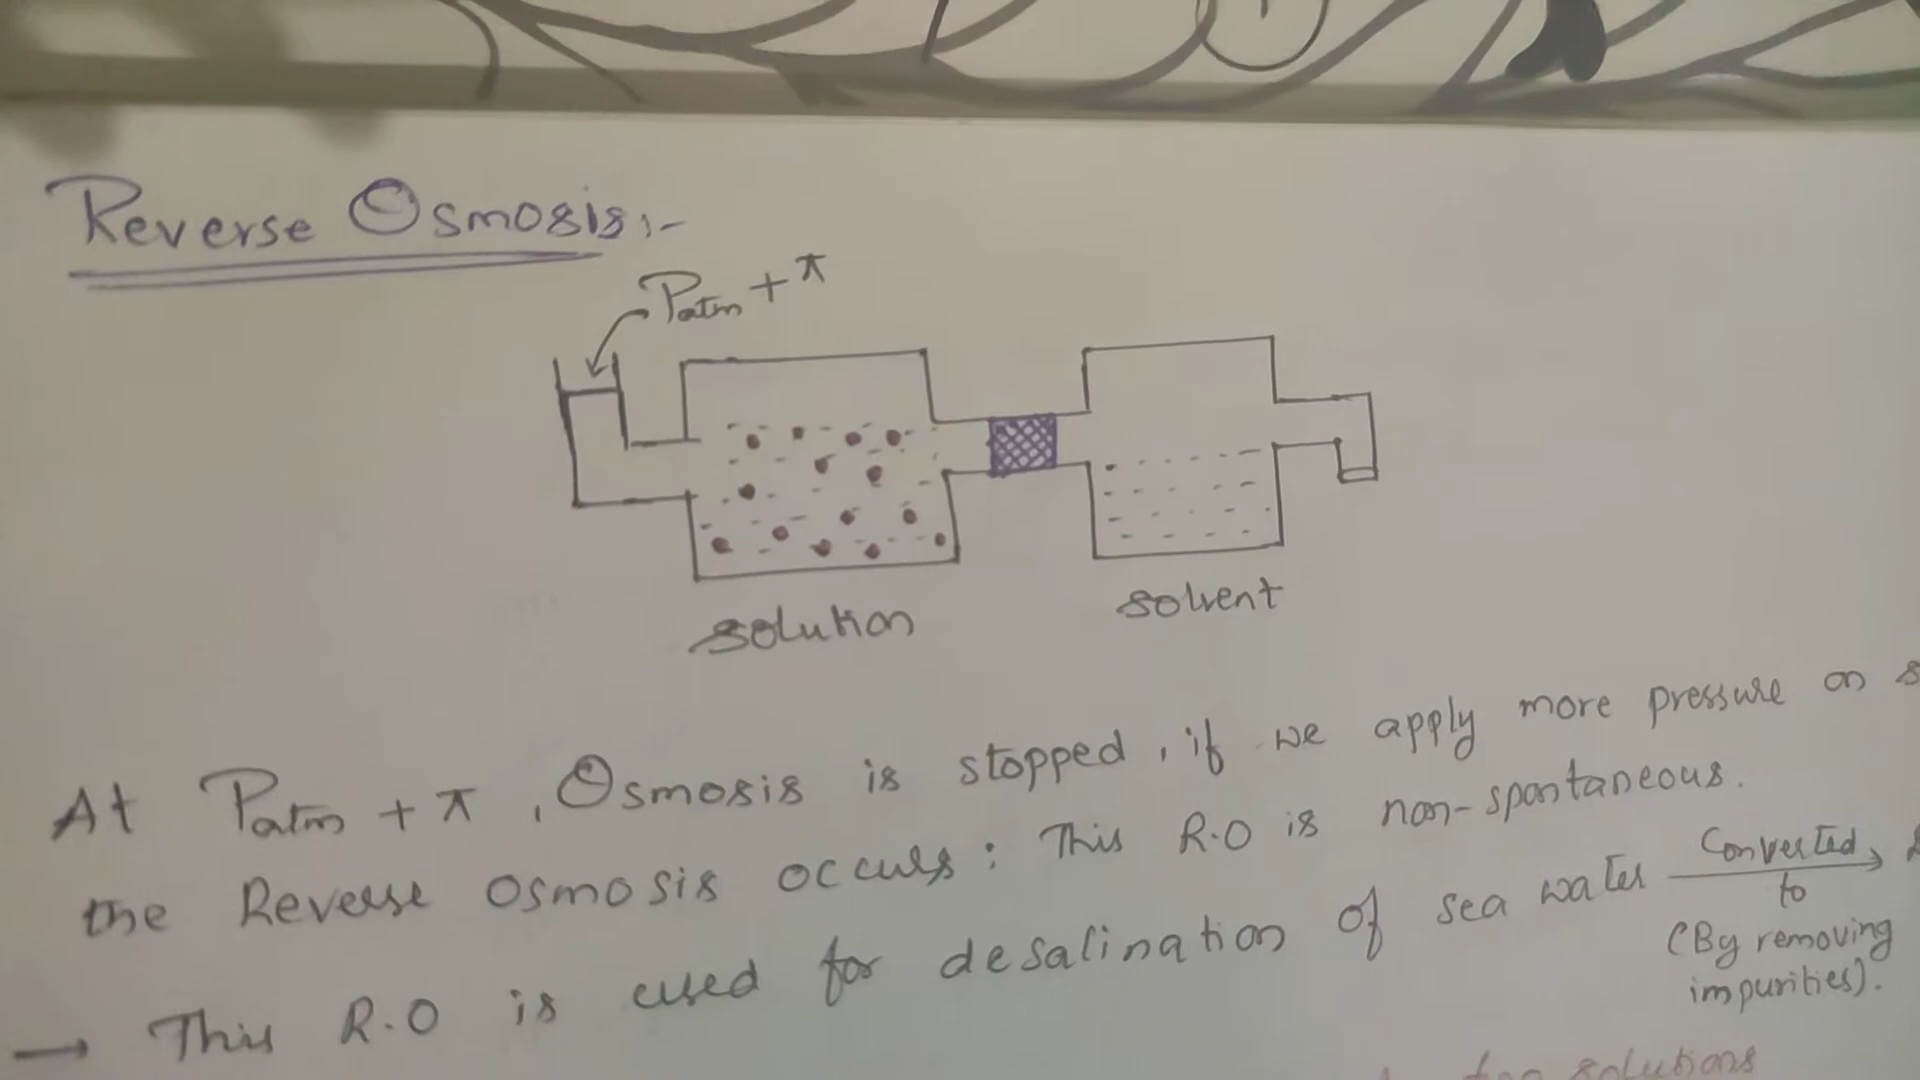 Reverse Osmosis:-
Patm + π
solution
solvent
At Patm + π, Osmosis is stopped, if we apply more pressure on
the Reverse osmosis occurs: This R.O is non-spontaneous.
→ This R.O is used for desalination of sea water Converted to
(By removing
impurities).
solutions